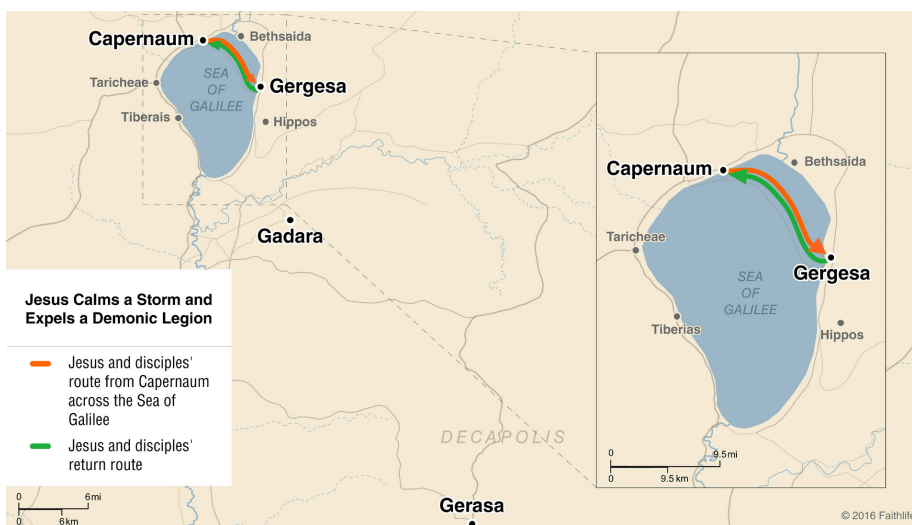 Capernaum
Bethsaida
SEA
OF
GALILEE
Taricheae
Gergesa
Tiberais
Hippos
Gadara
Jesus Calms a Storm and
Expels a Demonic Legion
Jesus and disciples'
route from Capernaum
across the Sea of
Galilee
Jesus and disciples'
return route
0 6 mi
0 6 km
DECAPOLIS
Gerasa
Capernaum
Bethsaida
Taricheae
Gergesa
SEA
OF
GALILEE
Tiberias
Hippos
0 9.5 mi
0 9.5 km
© 2016 Faithlife